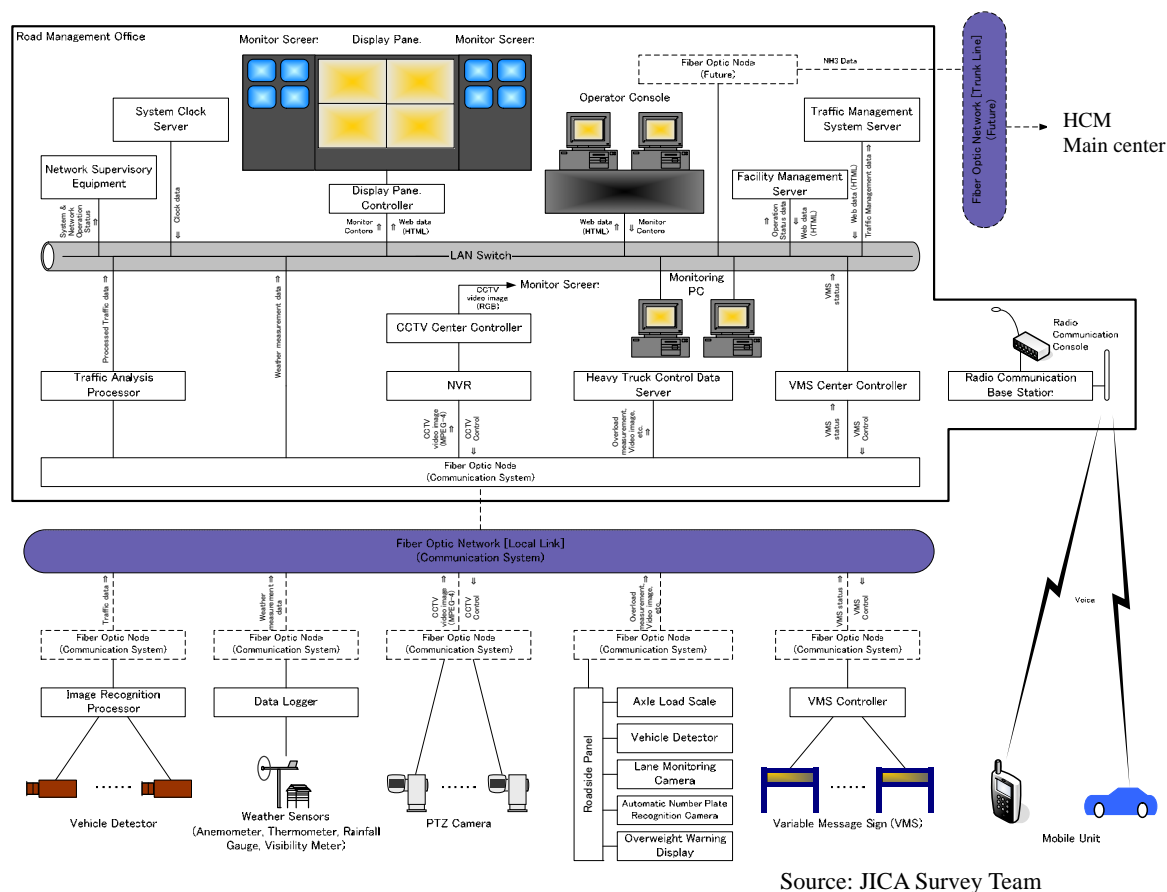 Road Management Office
Monitor Screen
Display Pane.
Monitor Screen
Fiber Optic Node
(Future)
NH3 Data
Fiber Optic Network [Trunk Line]
(Future)
HCM
Main center
System Clock
Server
Operator Console
Traffic Management
System Server
Network Supervisory
Equipment
Display Pane.
Controller
Facility Management
Server
System &
Network
Operation
Status ⇒
⇐ Clock data
Monitor
Contoro
⇒
⇒
Web data
(HTML)
Web data
(HTML)
⇒
⇐
Monitor
Contoro
Operation
Status data
⇒
⇐ Web data
(HTML)
⇐ Web data (HTML)
Traffic Management data ⇒
LAN Switch
Processed Traffic data ⇒
Weather measurement data ⇒
CCTV
video image
(RGB)
Monitor Screen
Monitoring
PC
VMS
status ⇒
CCTV Center Controller
Radio
Communication
Console
Traffic Analysis
Processor
NVR
Heavy Truck Control Data
Server
VMS Center Controller
Radio Communication
Base Station
CCTV
video image
(MPEG-4) ⇒
⇐ CCTV
Control
Overload
measurement,
Video image,
etc. ⇒
VMS
status ⇒
⇐ VMS
Control
Fiber Optic Node
(Communication System)
Fiber Optic Network [Local Link]
(Communication System)
Traffic data ⇒
Weather
measurement ⇒
data
CCTV
video image ⇒
(MPEG-4)
⇐ CCTV
Control
Overload
measurement, ⇒
Video image,
etc.
VMS status ⇒
⇐ VMS
Control
Voice
Fiber Optic Node
(Communication System)
Fiber Optic Node
(Communication System)
Fiber Optic Node
(Communication System)
Fiber Optic Node
(Communication System)
Fiber Optic Node
(Communication System)
Image Recognition
Processor
Data Logger
Roadside Panel
Axle Load Scale
Vehicle Detector
Lane Monitoring
Camera
Automatic Number Plate
Recognition Camera
Overweight Warning
Display
VMS Controller
Vehicle Detector
Weather Sensors
(Anemometer, Thermometer, Rainfall
Gauge, Visibility Meter)
PTZ Camera
Variable Message Sign (VMS)
Mobile Unit
Source: JICA Survey Team